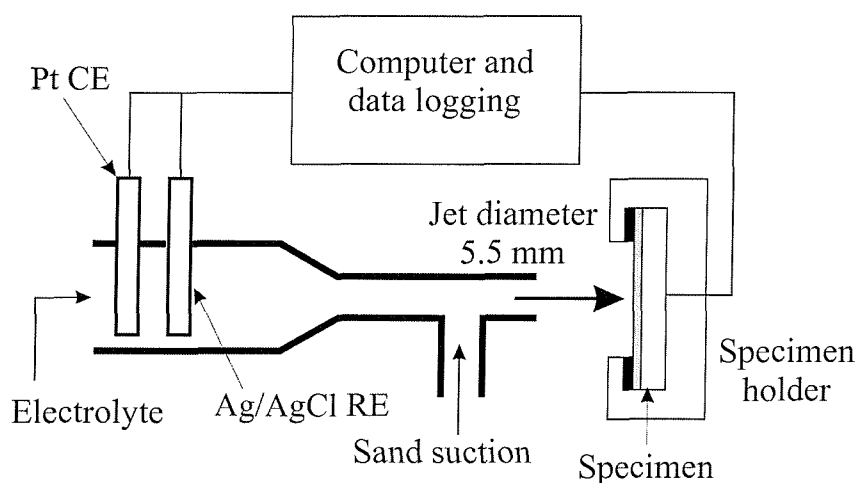 Pt CE
Computer and
data logging
Jet diameter
5.5 mm
Electrolyte
Ag/AgCl RE
Sand suction
Specimen
holder
Specimen